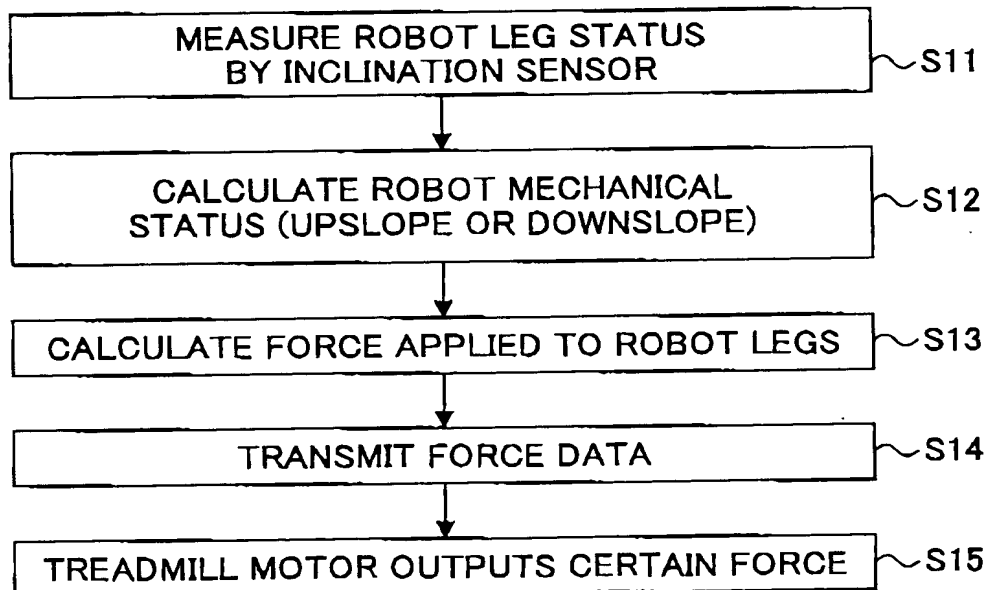 MEASURE ROBOT LEG STATUS
BY INCLINATION SENSOR
S11
CALCULATE ROBOT MECHANICAL
STATUS (UPSLOPE OR DOWNSLOPE)
S12
CALCULATE FORCE APPLIED TO ROBOT LEGS
S13
TRANSMIT FORCE DATA
S14
TREADMILL MOTOR OUTPUTS CERTAIN FORCE
S15